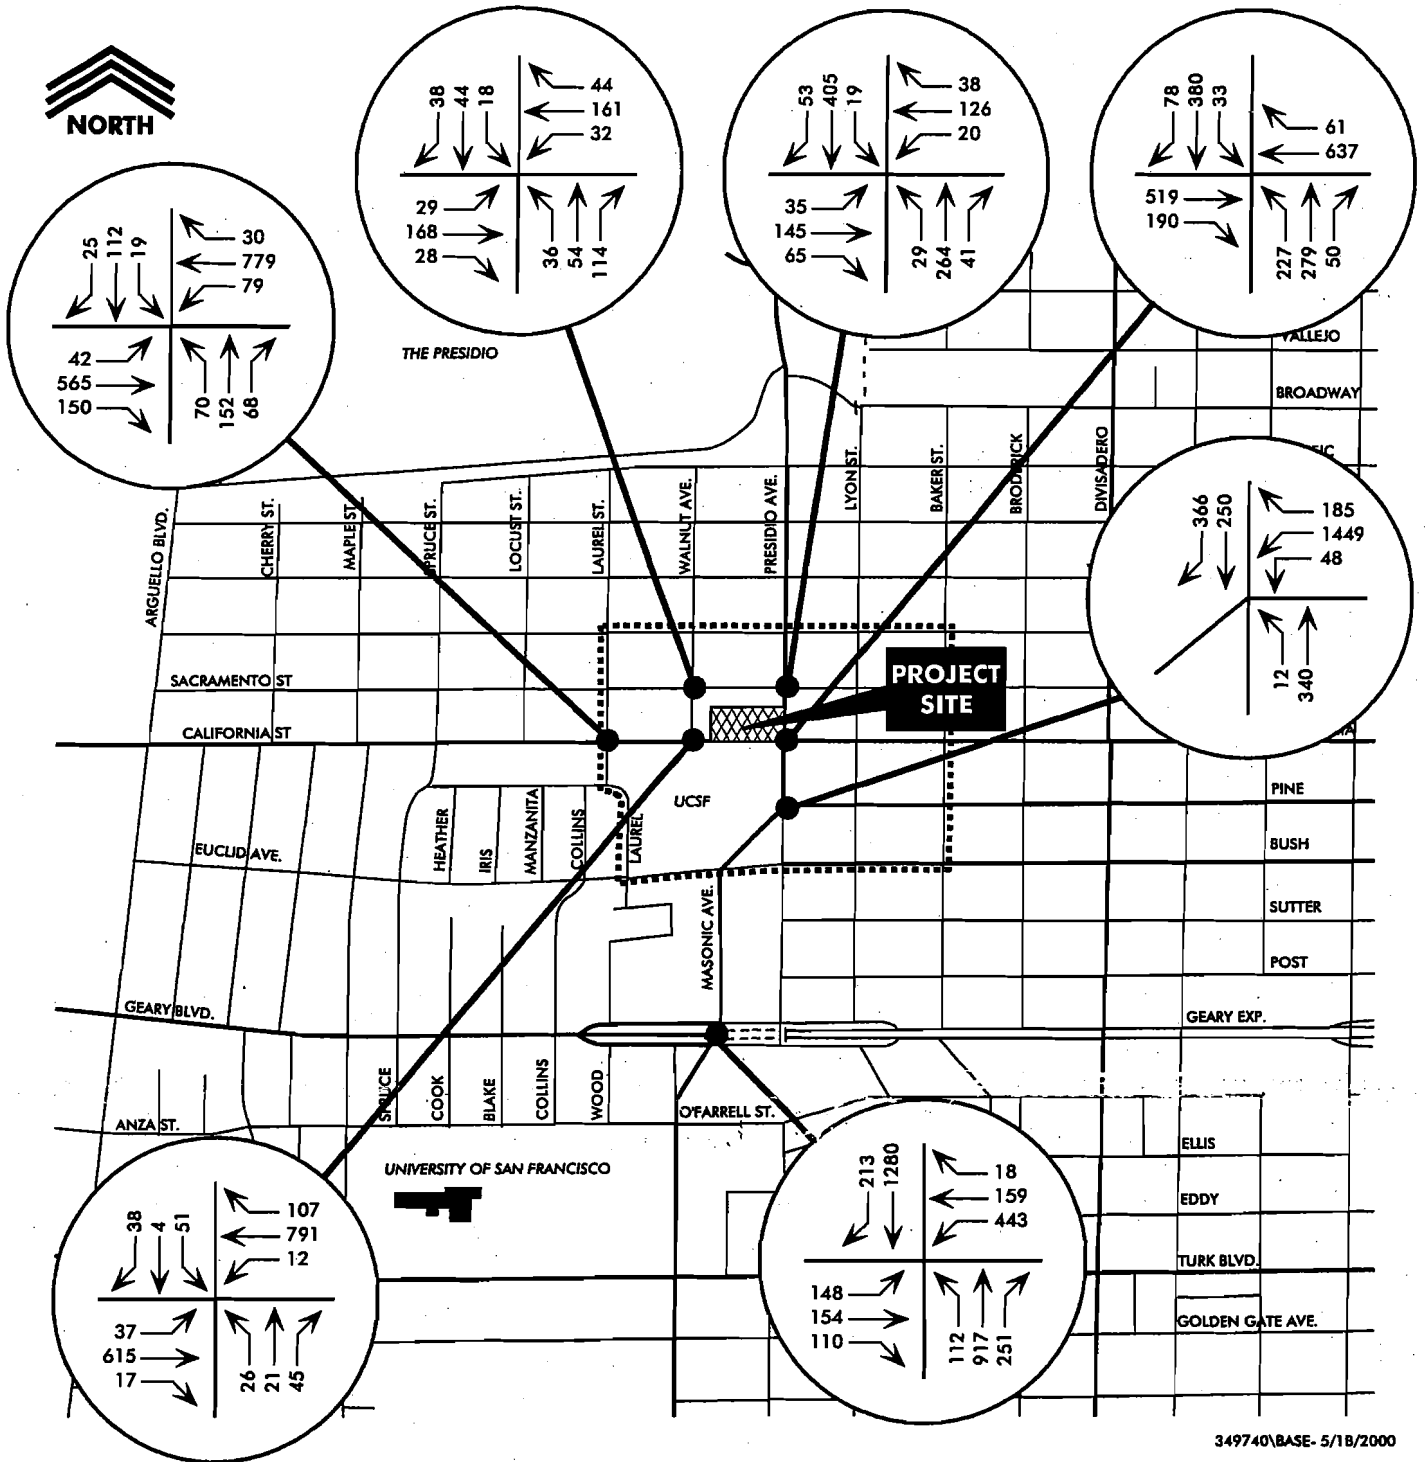 NORTH
38 44 18
44
161
32
29
168
28
36 54 114
53 405 19
38
126
20
35
145
65
29 264 41
78 380 33
61
637
519
190
227 279 50
25 112 19
30
779
79
42
565
150
70 152 68
THE PRESIDIO
VALLEJO
BROADWAY
366 250
185
1449
48
12 340
ARGUELLO BLVD.
CHERRY ST.
MAPLE ST.
SPRUCE ST.
LOCUST ST.
LAUREL ST.
WALNUT AVE.
PRESIDIO AVE.
LYON ST.
BAKER ST.
BRODERICK
DIVISADERO
PROJECT
SITE
SACRAMENTO ST
CALIFORNIA ST
UCSF
PINE
HEATHER
IRIS
MANZANITA
COLLINS
LAUREL
EUCLID AVE.
BUSH
SUTTER
MASONIC AVE.
POST
GEARY BLVD.
GEARY EXP.
SPRUCE
COOK
BLAKE
COLLINS
WOOD
O'FARRELL ST.
ANZA ST.
ELLIS
UNIVERSITY OF SAN FRANCISCO
EDDY
TURK BLVD.
GOLDEN GATE AVE.
38 4 51
107
791
12
37
615
17
26 21 45
213 1280
18
159
443
148
154
110
112 917 251
349740\BASE- 5/18/2000